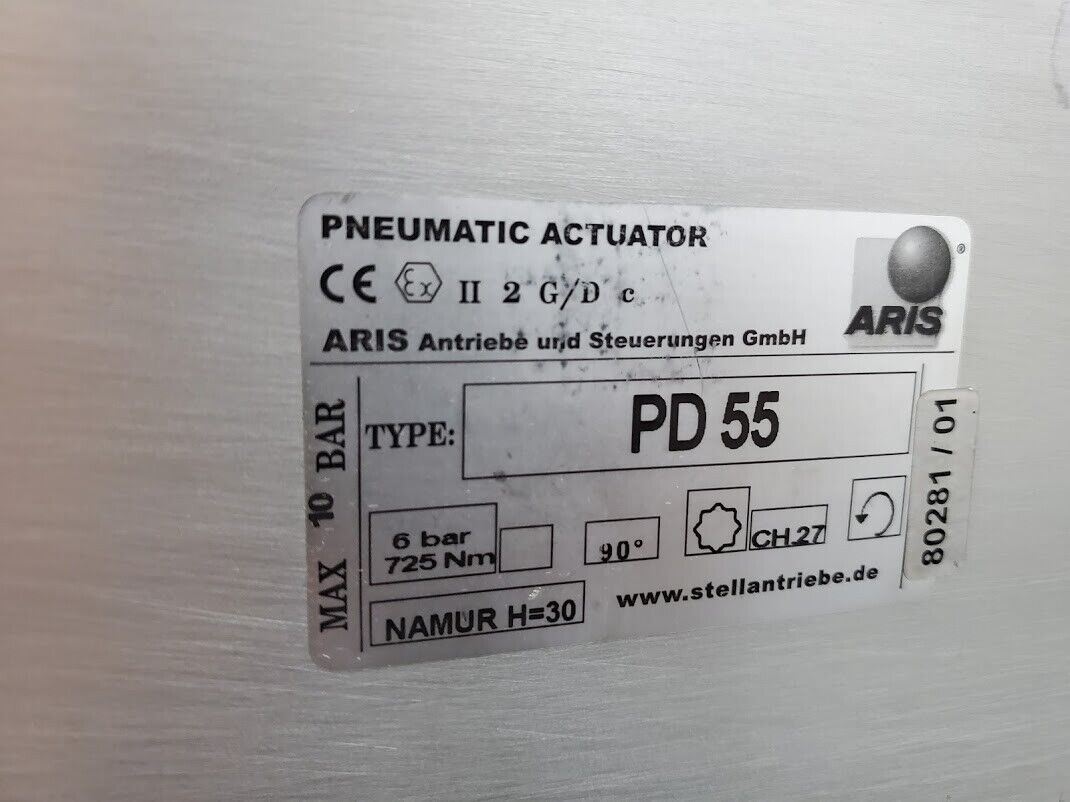 PNEUMATIC ACTUATOR
CE Ex II 2 G/D c
ARIS Antriebe und Steuerungen GmbH
ARIS ®
MAX 10 BAR
TYPE: PD 55
6 bar
725 Nm
90°
CH.27
80281 / 01
NAMUR H=30
www.stellantriebe.de